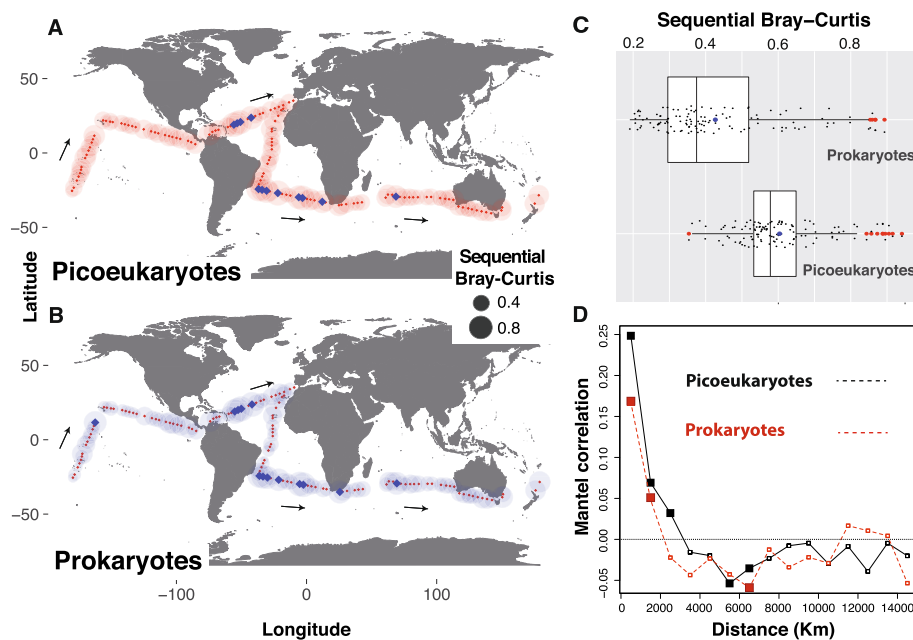 A
50
0
−50
Latitude
Picoeukaryotes
Sequential
Bray-Curtis
0.4
0.8
B
50
0
−50
Prokaryotes
−100
0
100
Longitude
C
Sequential Bray−Curtis
0.2
0.4
0.6
0.8
Prokaryotes
Picoeukaryotes
D
0.25
0.20
0.15
0.10
0.05
0.00
−0.05
Mantel correlation
Picoeukaryotes
Prokaryotes
0
2000
4000
6000
8000
10000
12000
14000
Distance (Km)